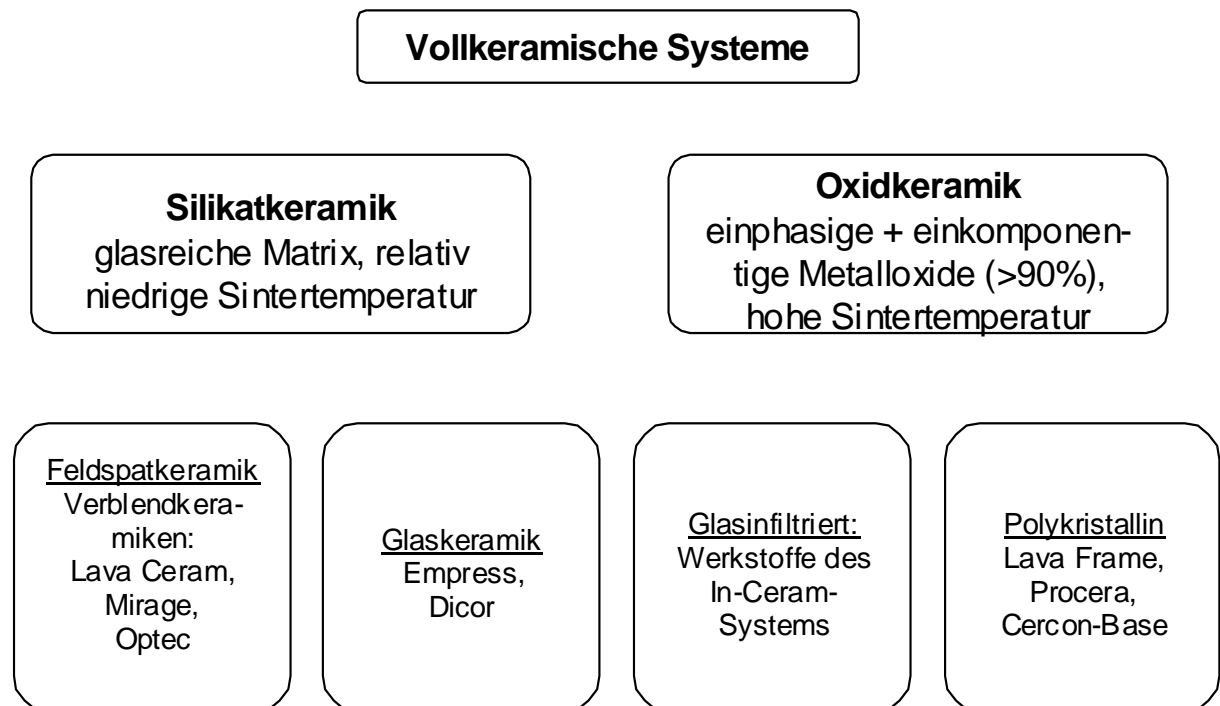 Vollkeramische Systeme
Silikatkeramik
glasreiche Matrix, relativ
niedrige Sintertemperatur
Oxidkeramik
einphasige + einkomponen-
tige Metalloxide (>90%),
hohe Sintertemperatur
Feldspatkeramik
Verblendkera-
miken:
Lava Ceram,
Mirage,
Optec
Glaskeramik
Empress,
Dicor
Glasinfiltriert:
Werkstoffe des
In-Ceram-
Systems
Polykristallin
Lava Frame,
Procera,
Cercon-Base